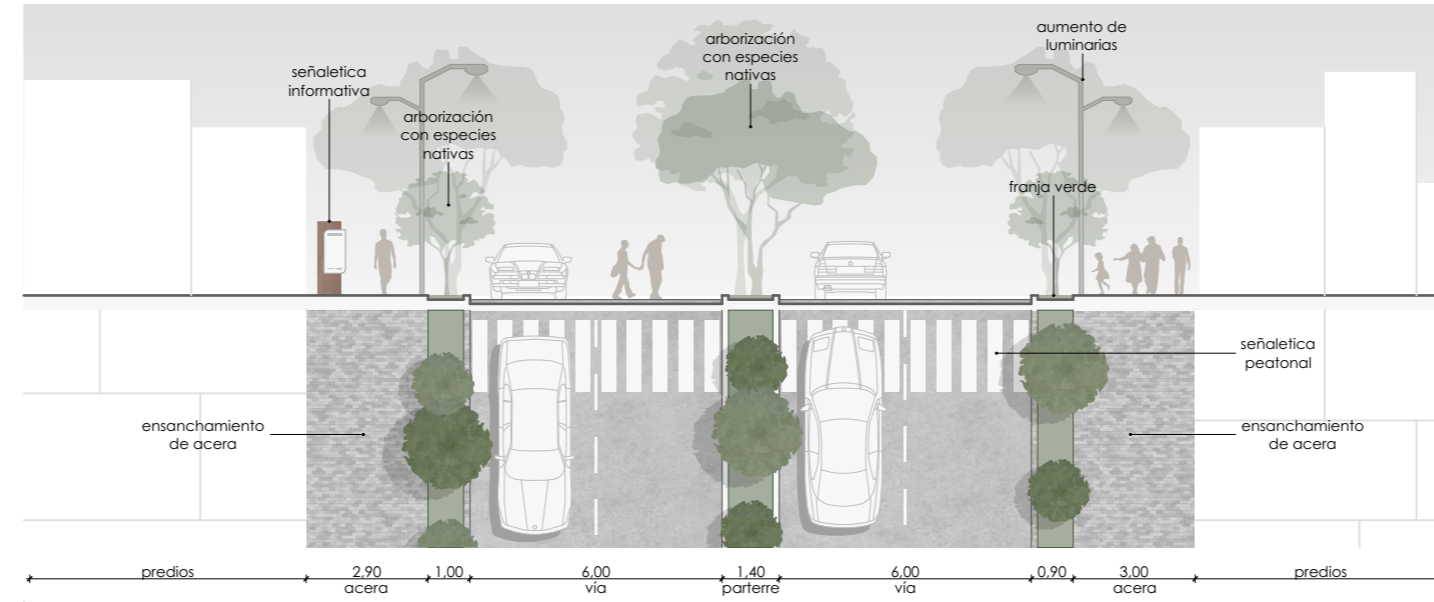 aumento de
luminarias
arborización
con especies
nativas
señaletica
informativa
arborización
con especies
nativas
franja verde
señaletica
peatonal
ensanchamiento
de acera
ensanchamiento
de acera
predios
2,90
acera
1,00
6,00
vía
1,40
parterre
6,00
vía
0,90
3,00
acera
predios